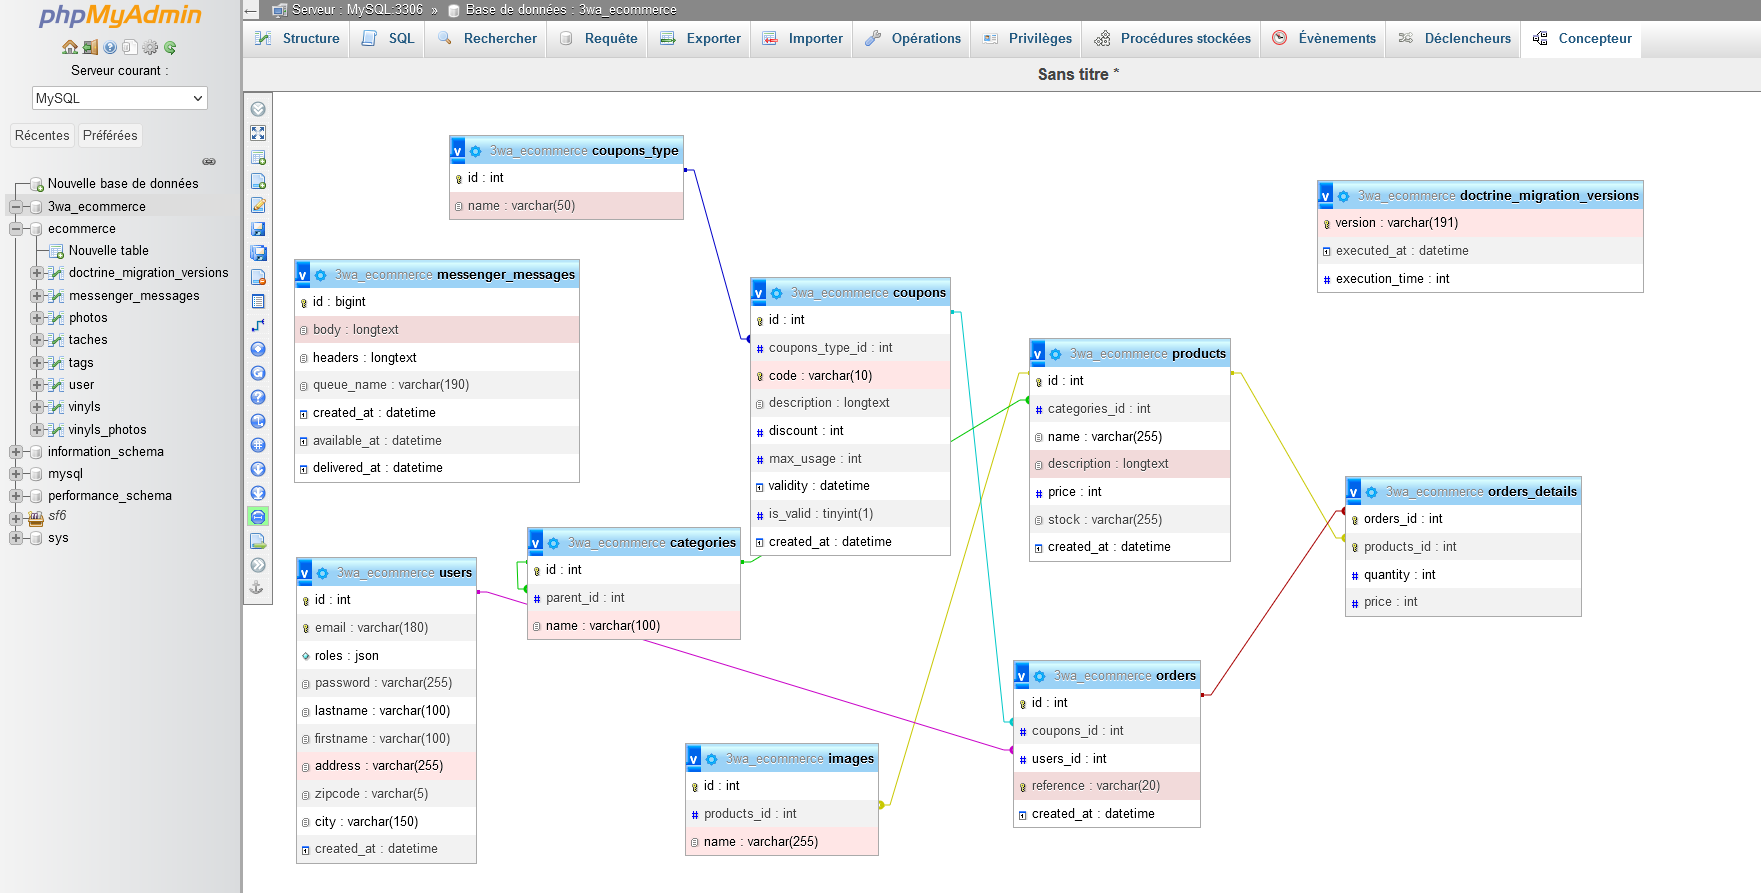 phpMyAdmin
Serveur courant :
MySQL
Récentes
Préférées
Nouvelle base de données
3wa_ecommerce
ecommerce
Nouvelle table
doctrine_migration_versions
messenger_messages
photos
taches
tags
user
vinyls
vinyls_photos
information_schema
mysql
performance_schema
sf6
sys
Serveur : MySQL:3306 » Base de données : 3wa_ecommerce
Structure SQL Rechercher Requête Exporter Importer Opérations Privilèges Procédures stockées Évènements Déclencheurs Concepteur
Sans titre *
v 3wa_ecommerce coupons_type
id : int
name : varchar(50)
v 3wa_ecommerce doctrine_migration_versions
version : varchar(191)
executed_at : datetime
# execution_time : int
v 3wa_ecommerce messenger_messages
id : bigint
body : longtext
headers : longtext
queue_name : varchar(190)
created_at : datetime
available_at : datetime
delivered_at : datetime
v 3wa_ecommerce coupons
id : int
# coupons_type_id : int
code : varchar(10)
description : longtext
# discount : int
# max_usage : int
validity : datetime
# is_valid : tinyint(1)
created_at : datetime
v 3wa_ecommerce products
id : int
# categories_id : int
name : varchar(255)
description : longtext
# price : int
stock : varchar(255)
created_at : datetime
v 3wa_ecommerce orders_details
orders_id : int
products_id : int
# quantity : int
# price : int
v 3wa_ecommerce categories
id : int
# parent_id : int
name : varchar(100)
v 3wa_ecommerce users
id : int
email : varchar(180)
roles : json
password : varchar(255)
lastname : varchar(100)
firstname : varchar(100)
address : varchar(255)
zipcode : varchar(5)
city : varchar(150)
created_at : datetime
v 3wa_ecommerce orders
id : int
# coupons_id : int
# users_id : int
reference : varchar(20)
created_at : datetime
v 3wa_ecommerce images
id : int
# products_id : int
name : varchar(255)